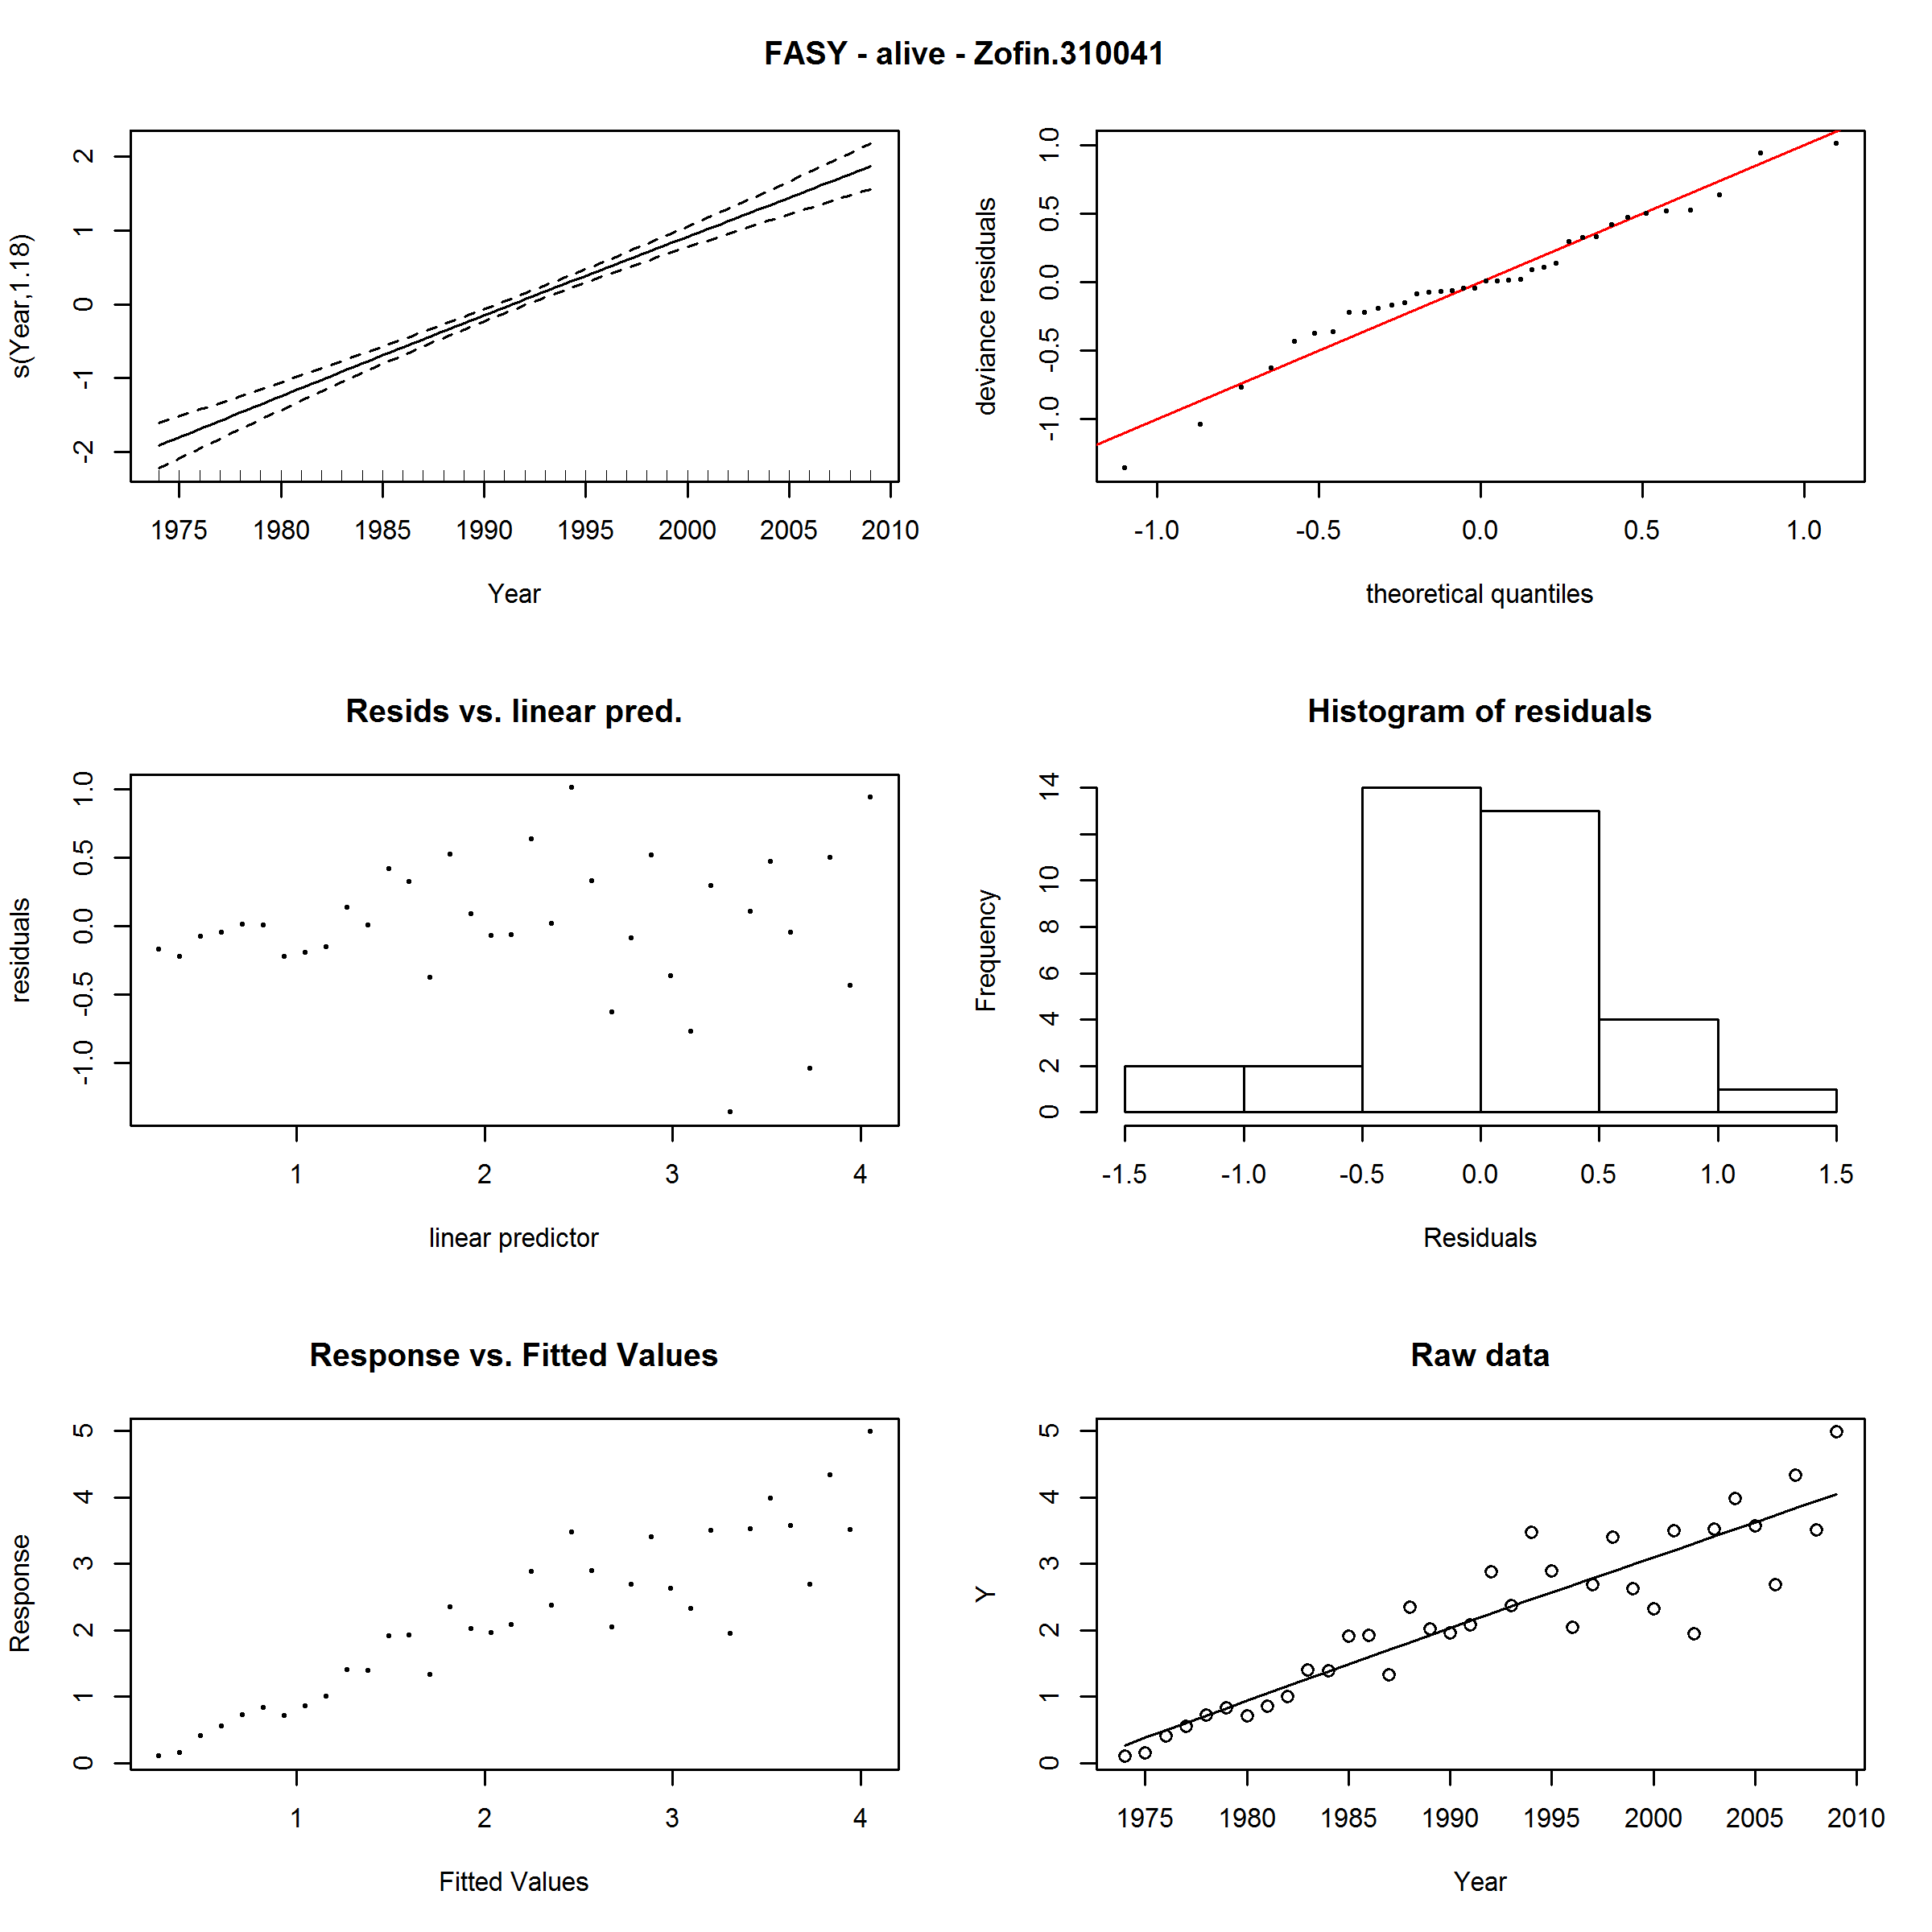 FASY - alive - Zofin.310041
s(Year,1.18)
2
1
0
-1
-2
1975 1980 1985 1990 1995 2000 2005 2010
Year
deviance residuals
1.0
0.5
0.0
-0.5
-1.0
-1.0 -0.5 0.0 0.5 1.0
theoretical quantiles
Resids vs. linear pred.
residuals
1.0
0.5
0.0
-0.5
-1.0
1 2 3 4
linear predictor
Histogram of residuals
Frequency
14
10
8
6
4
2
0
-1.5 -1.0 -0.5 0.0 0.5 1.0 1.5
Residuals
Response vs. Fitted Values
Response
5
4
3
2
1
0
1 2 3 4
Fitted Values
Raw data
Y
5
4
3
2
1
0
1975 1980 1985 1990 1995 2000 2005 2010
Year